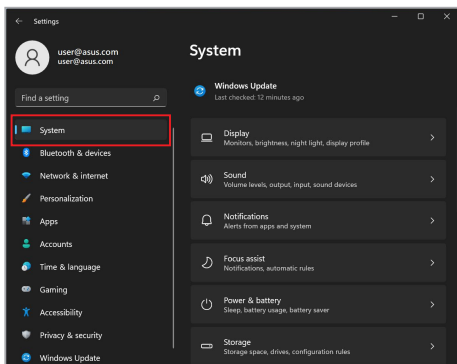 Settings
user@asus.com
user@asus.com
Find a setting
System
Bluetooth & devices
Network & internet
Personalization
Apps
Accounts
Time & language
Gaming
Accessibility
Privacy & security
Windows Update
System
Windows Update
Last checked: 12 minutes ago
Display
Monitors, brightness, night light, display profile
Sound
Volume levels, output, input, sound devices
Notifications
Alerts from apps and system
Focus assist
Notifications, automatic rules
Power & battery
Sleep, battery usage, battery saver
Storage
Storage space, drives, configuration rules